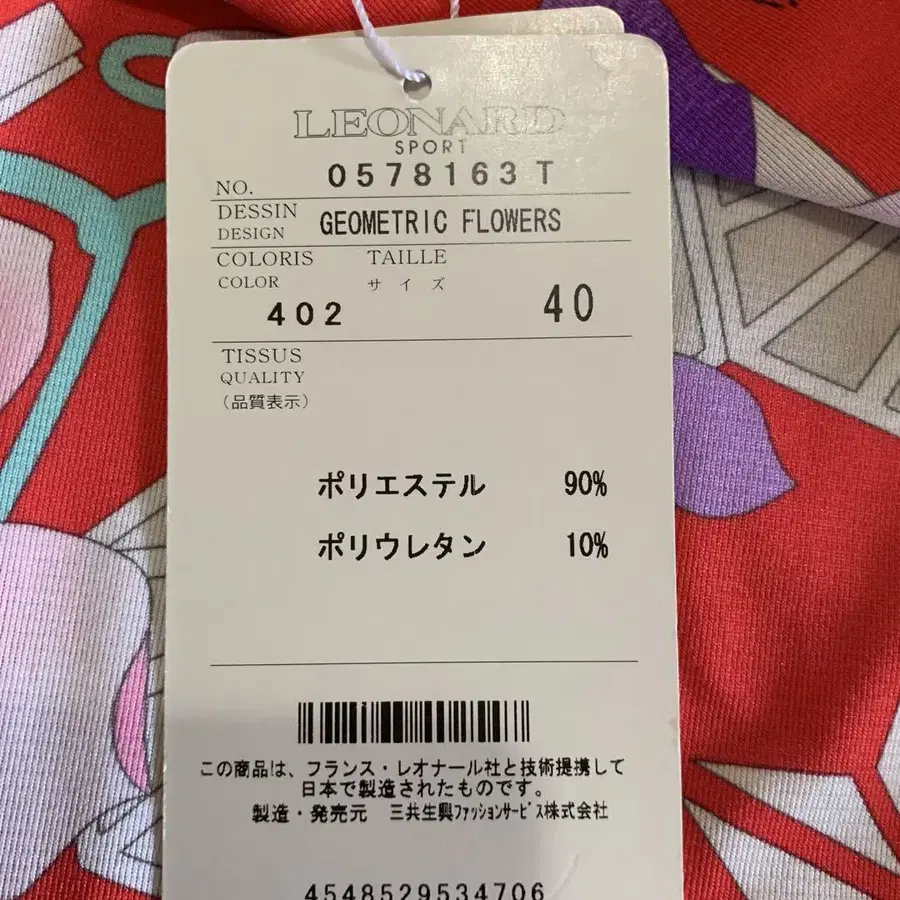 LEONARD
SPORT
NO. 0578163 T
DESSIN
DESIGN GEOMETRIC FLOWERS
COLORIS TAILLE
COLOR サイズ
402 40
TISSUS
QUALITY
(品質表示)
ポリエステル 90%
ポリウレタン 10%
この商品は、フランス・レオナール社と技術提携して
日本で製造されたものです。
製造・発売元 三共生興ﾌｧｯｼｮﾝｻｰﾋﾞｽ株式会社
4548529534706